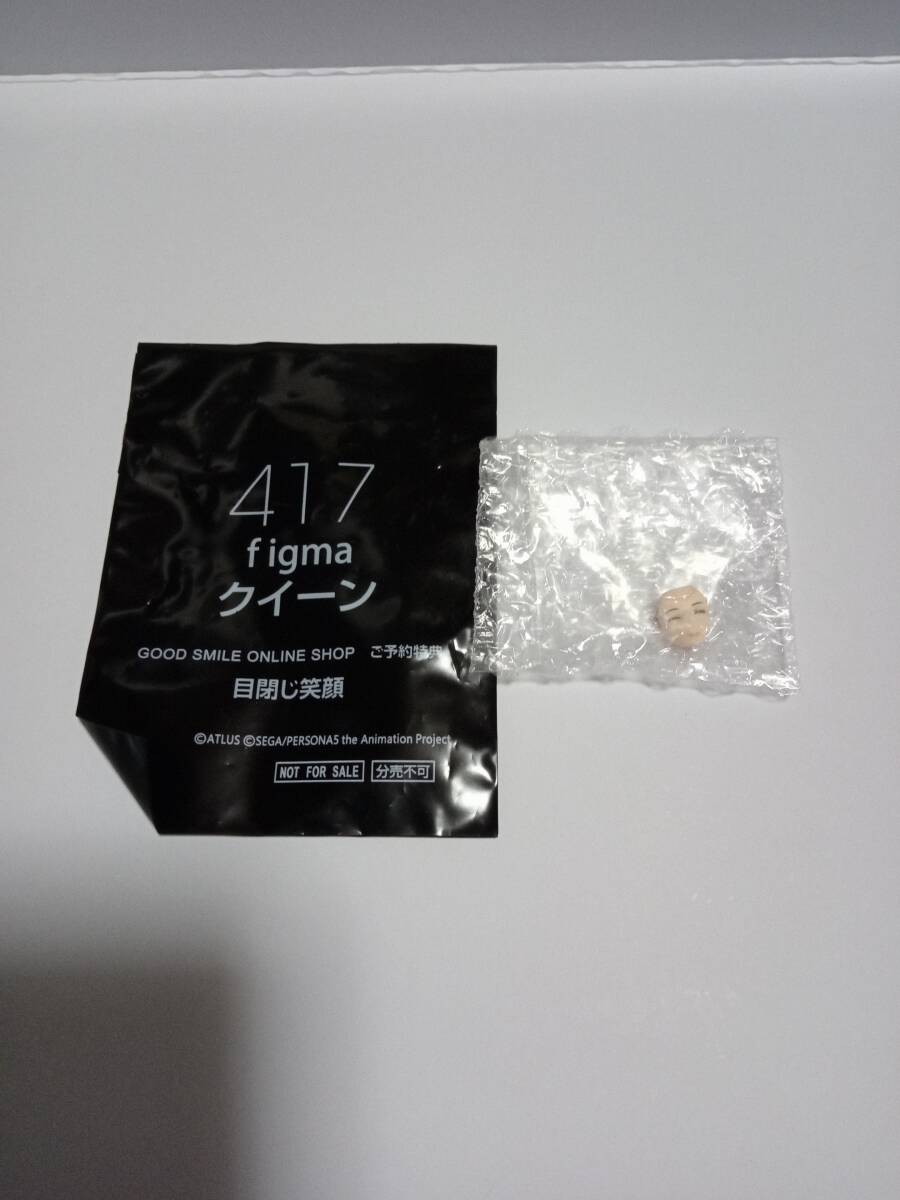 417
figma
クイーン
GOOD SMILE ONLINE SHOP ご予約特典
目閉じ笑顔
©ATLUS ©SEGA/PERSONA5 the Animation Project
NOT FOR SALE 分売不可